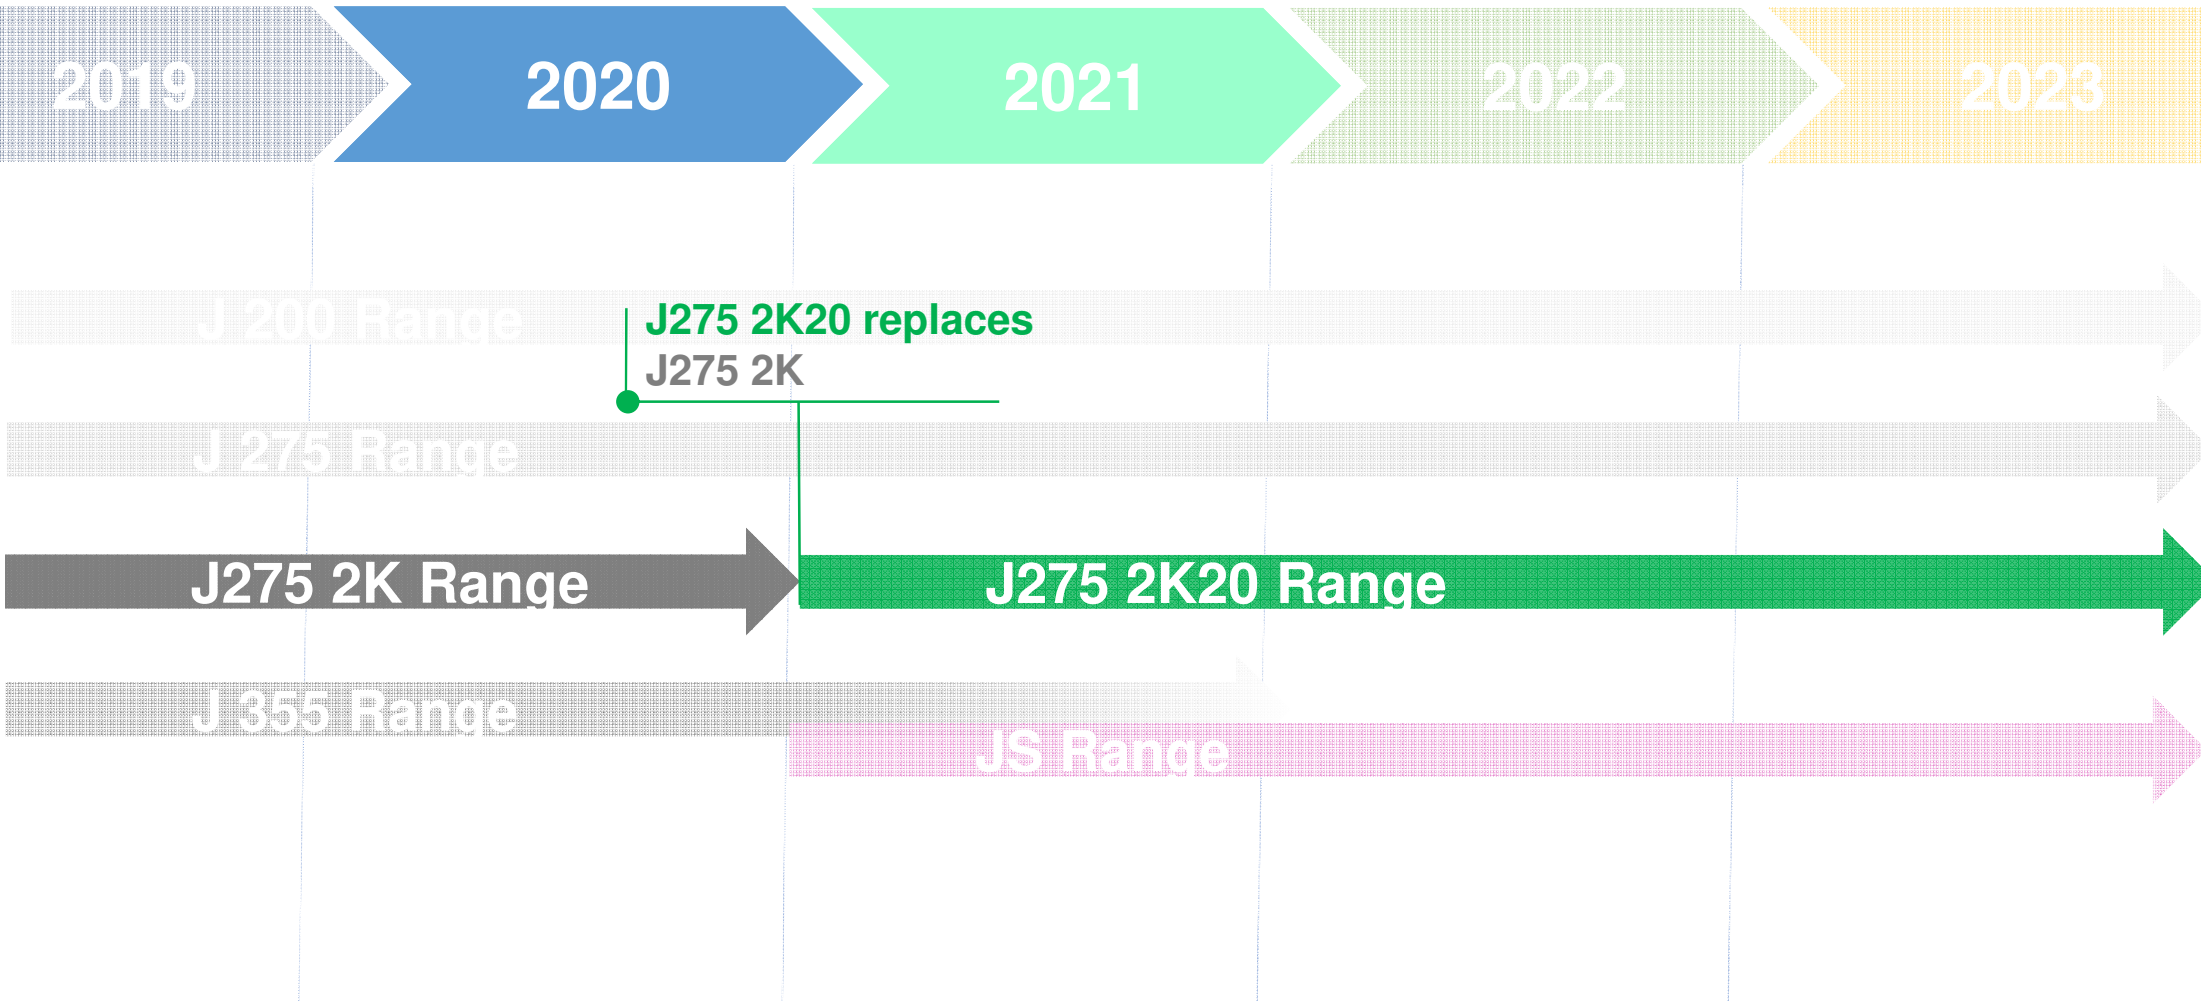 2019
2020
2021
2022
2023
J 200 Range
J275 2K20 replaces
J275 2K
J 275 Range
J275 2K Range
J275 2K20 Range
J 355 Range
JS Range